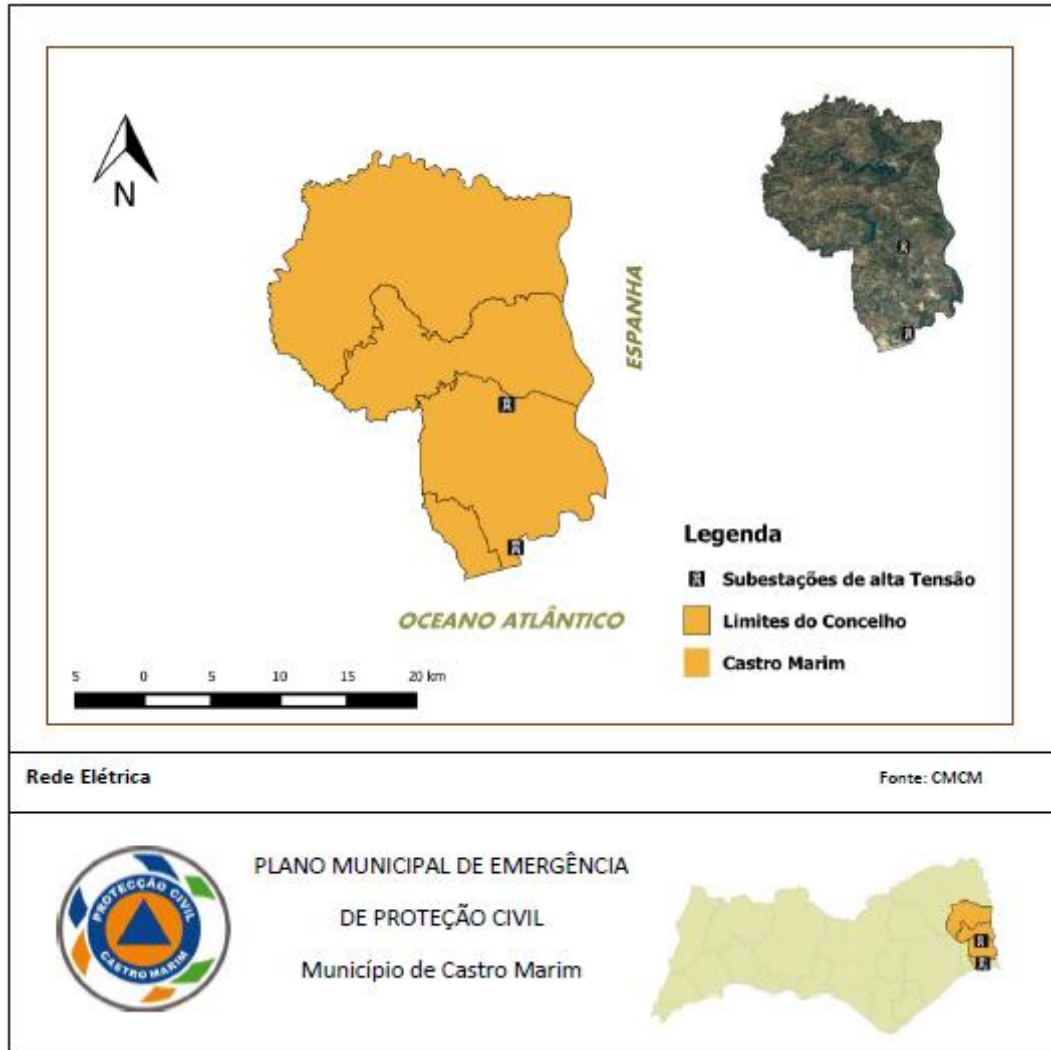 N
ESPANHA
OCEANO ATLÂNTICO
Legenda
Subestações de alta Tensão
Limites do Concelho
Castro Marim
5 0 5 10 15 20 km
Rede Elétrica
Fonte: CMCM
PROTECÇÃO CIVIL
CASTRO MARIM
PLANO MUNICIPAL DE EMERGÊNCIA
DE PROTEÇÃO CIVIL
Município de Castro Marim